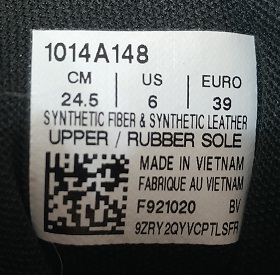 1014A148
CM US EURO
24.5 6 39
SYNTHETIC FIBER & SYNTHETIC LEATHER
UPPER / RUBBER SOLE
MADE IN VIETNAM
FABRIQUE AU VIETNAM
F921020 BV
9ZRY2QYVCPTLSFR